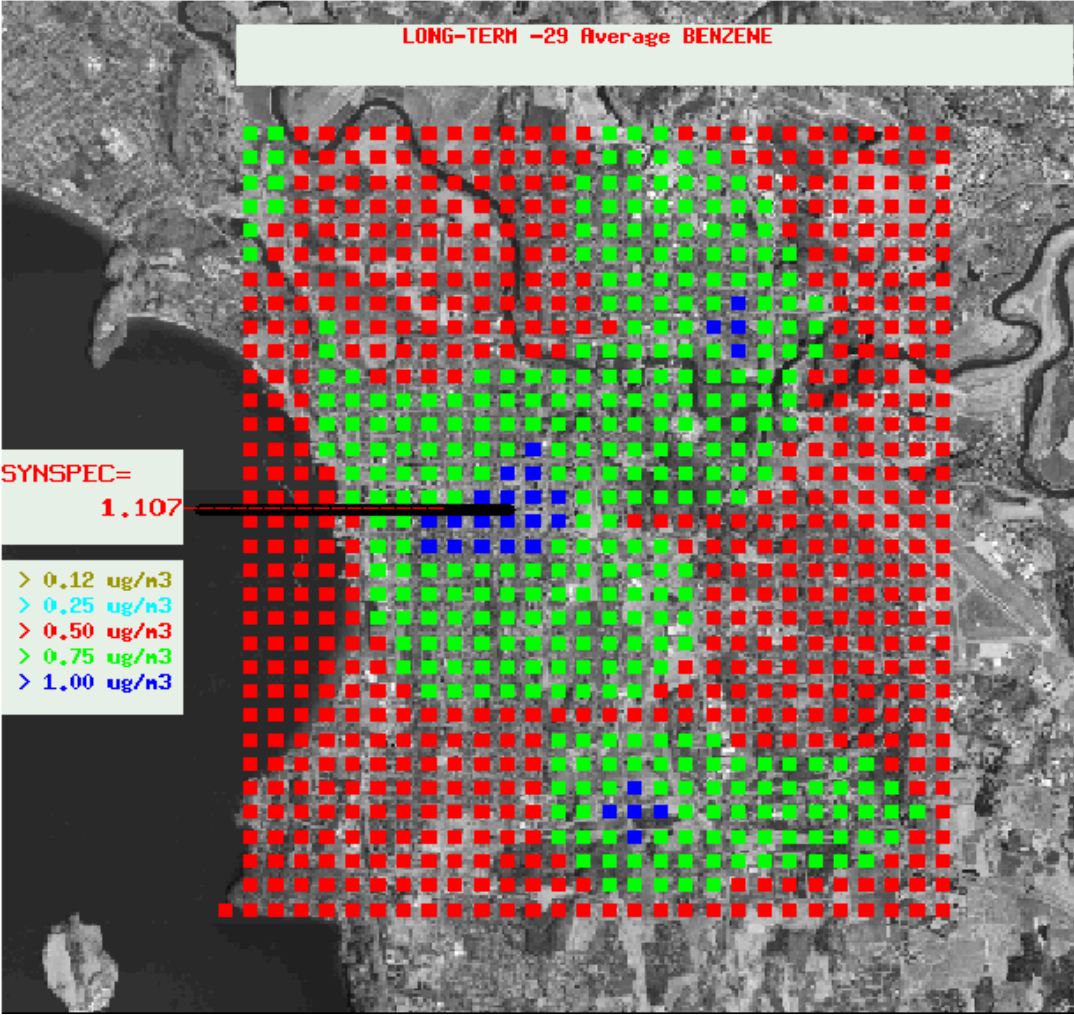 LONG-TERM -29 Average BENZENE
SYNSPEC=
1.107
> 0.12 ug/m3
> 0.25 ug/m3
> 0.50 ug/m3
> 0.75 ug/m3
> 1.00 ug/m3